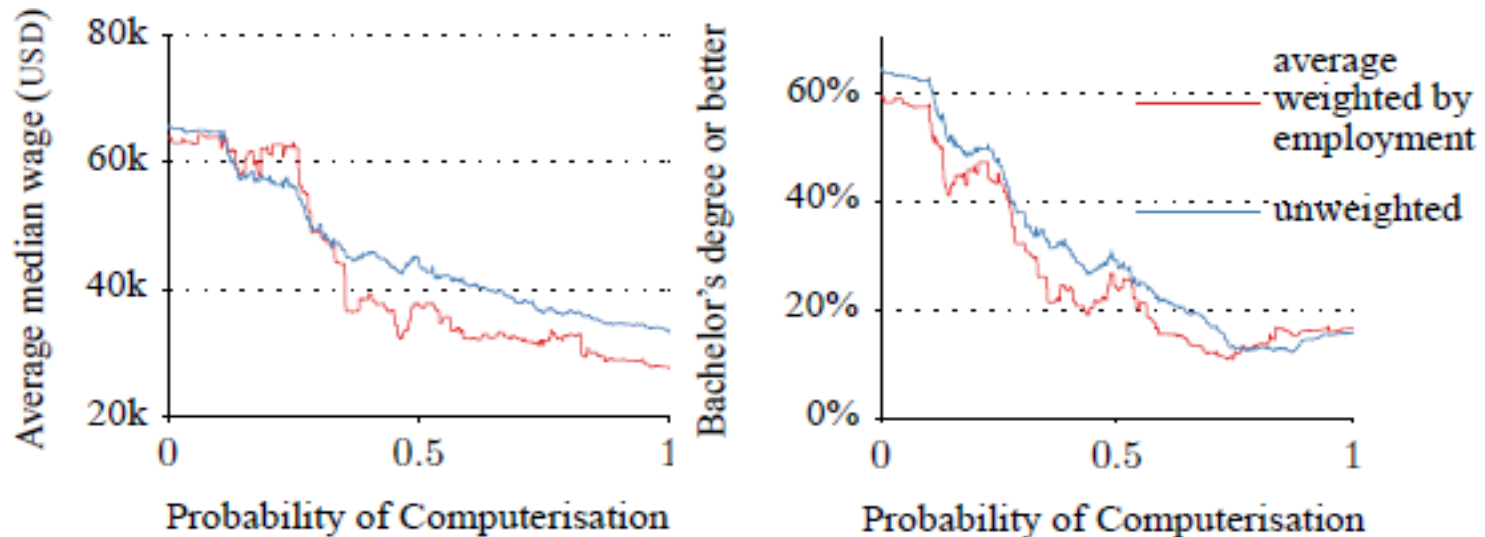 Average median wage (USD)
80k
60k
40k
20k
0
0.5
1
Probability of Computerisation
Bachelor's degree or better
60%
40%
20%
0%
0
0.5
1
Probability of Computerisation
average
weighted by
employment
unweighted